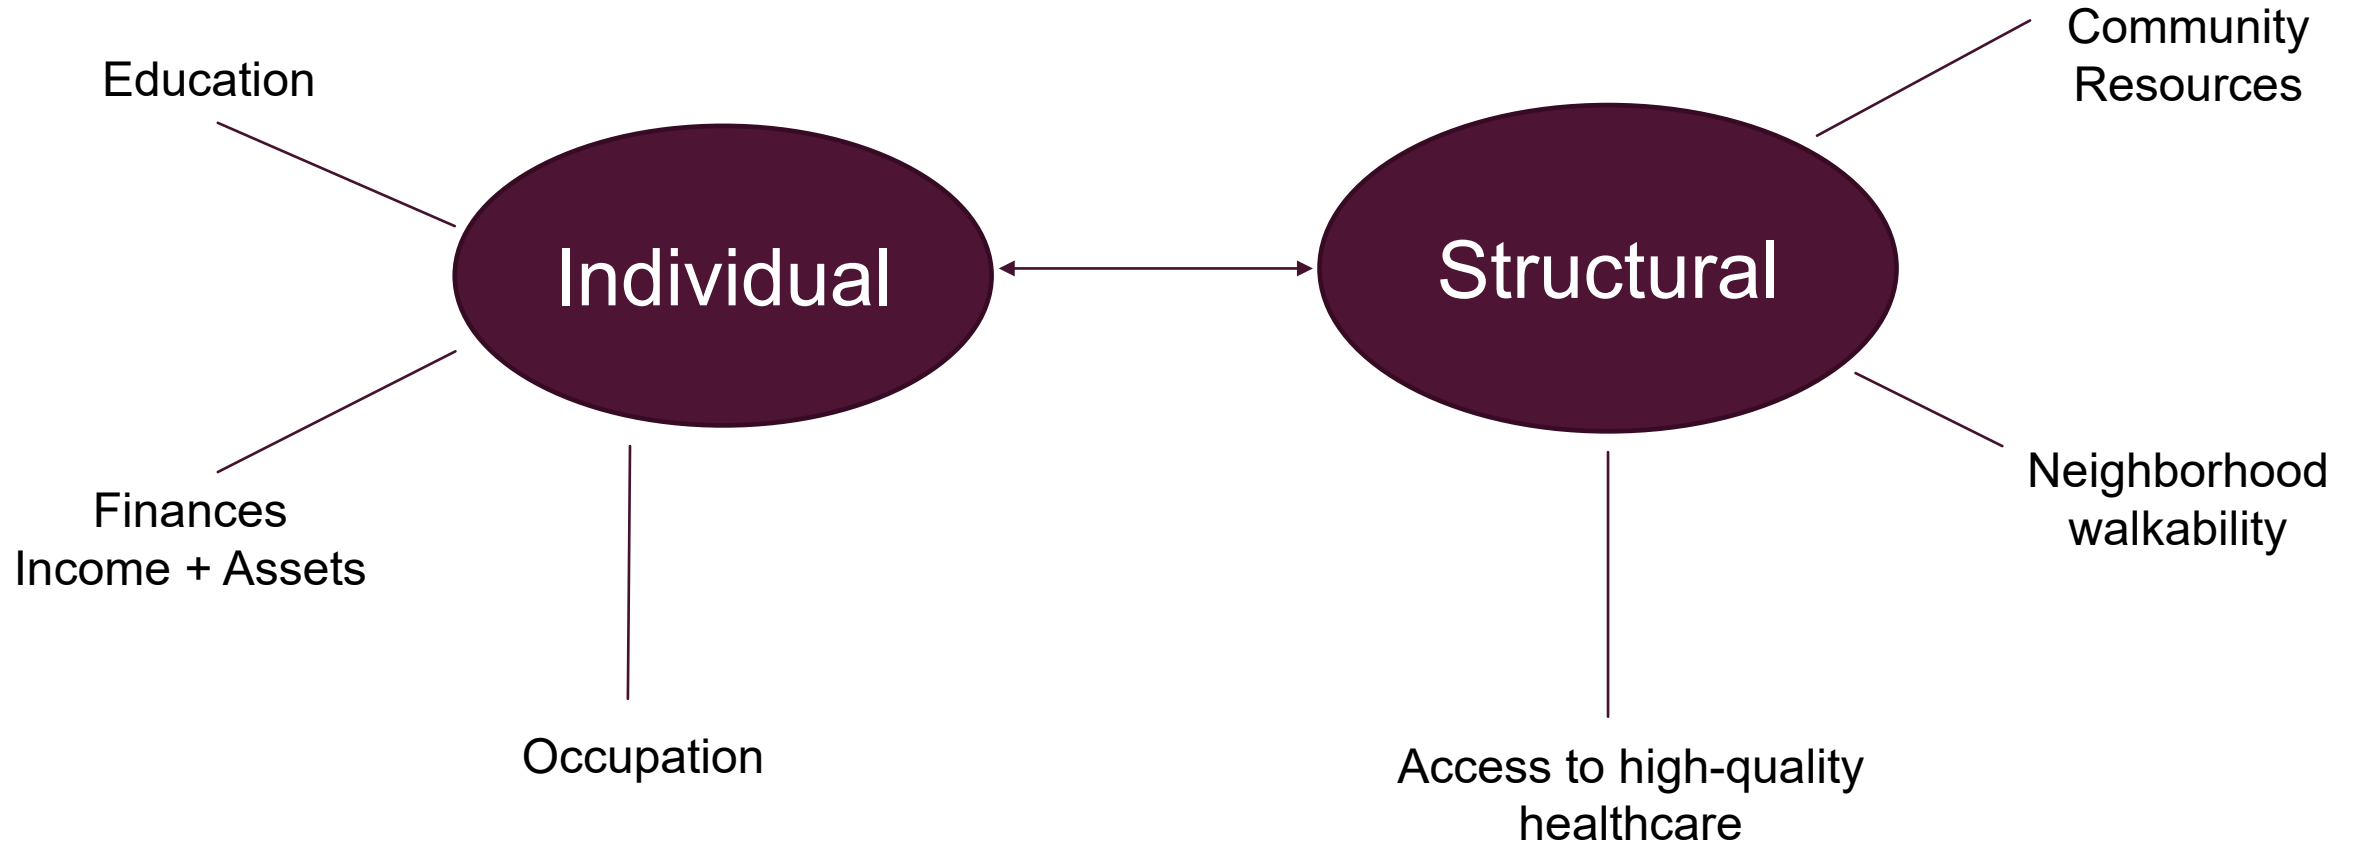 Education
Individual
Finances
Income + Assets
Occupation
Structural
Community
Resources
Neighborhood
walkability
Access to high-quality
healthcare